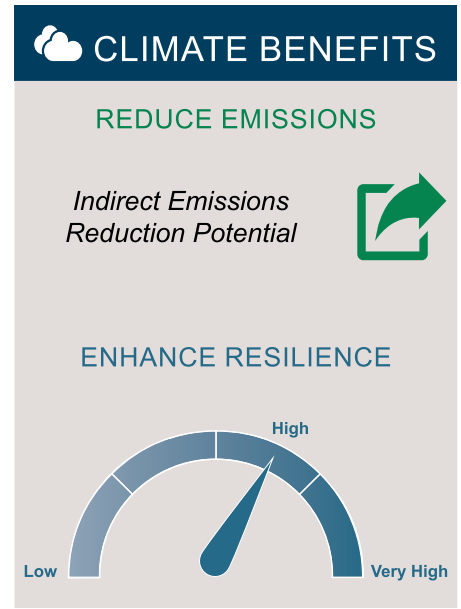 CLIMATE BENEFITS
REDUCE EMISSIONS
Indirect Emissions
Reduction Potential
ENHANCE RESILIENCE
High
Low
Very High